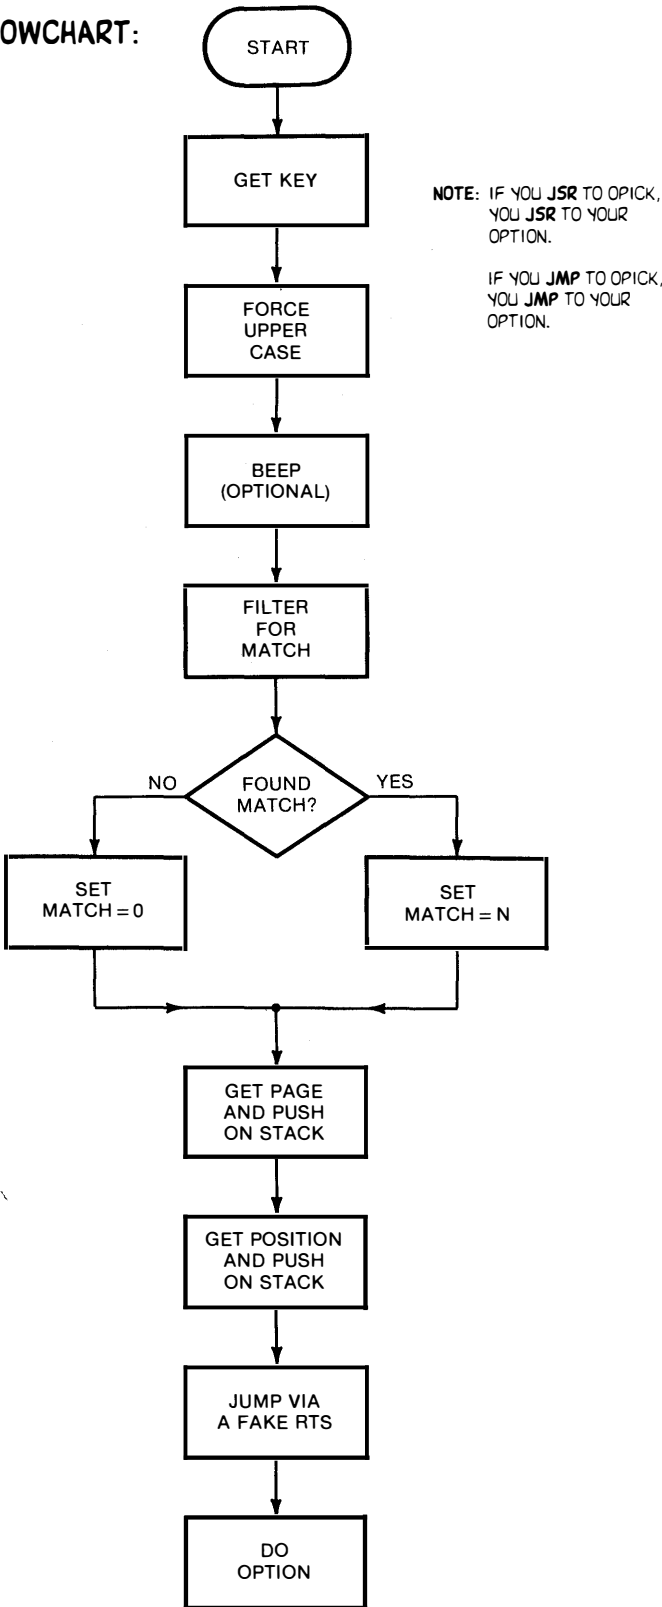 OWCHART:
START
GET KEY
NOTE: IF YOU JSR TO OPICK,
YOU JSR TO YOUR
OPTION.
IF YOU JMP TO OPICK,
YOU JMP TO YOUR
OPTION.
FORCE
UPPER
CASE
BEEP
(OPTIONAL)
FILTER
FOR
MATCH
FOUND
MATCH?
NO
YES
SET
MATCH = 0
SET
MATCH = N
GET PAGE
AND PUSH
ON STACK
GET POSITION
AND PUSH
ON STACK
JUMP VIA
A FAKE RTS
DO
OPTION